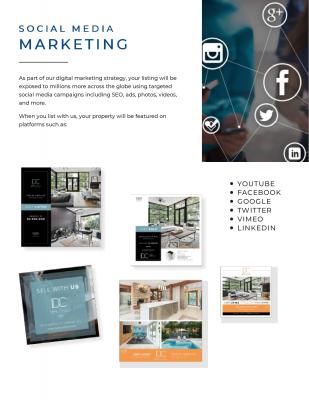 SOCIAL MEDIA
MARKETING
As part of our digital marketing strategy, your listing will be
exposed to millions more across the globe using targeted
social media campaigns including SEO, ads, photos, videos,
and more.
When you list with us, your property will be featured on
platforms such as:
g+
f
in
• YOUTUBE
• FACEBOOK
• GOOGLE
• TWITTER
• VIMEO
• LINKEDIN
DC
SELL WITH US
DC